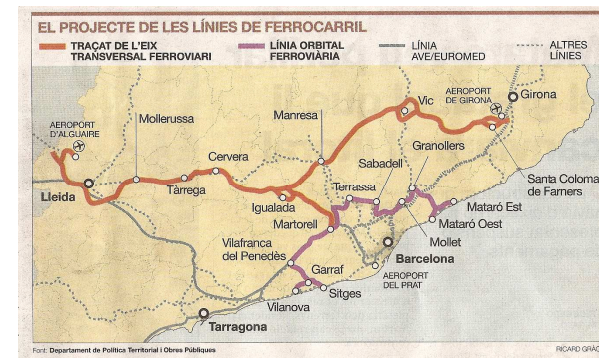 EL PROJECTE DE LES LÍNIES DE FERROCARRIL
TRAÇAT DE L'EIX
TRANSVERSAL FERROVIARI
LÍNIA ORBITAL
FERROVIÀRIA
LÍNIA
AVE/EUROMED
ALTRES
LÍNIES
AEROPORT
D'ALGUAIRE
Mollerussa
Manresa
Vic
AEROPORT
DE GIRONA
Girona
Cervera
Sabadell
Granollers
Santa Coloma
de Farners
Lleida
Tàrrega
Igualada
Terrassa
Martorell
Mataró Est
Mataró Oest
Mollet
Vilafranca
del Penedès
Barcelona
Garraf
AEROPORT
DEL PRAT
Vilanova
Sitges
Tarragona
Font: Departament de Política Territorial i Obres Públiques
RICARD GRÀC